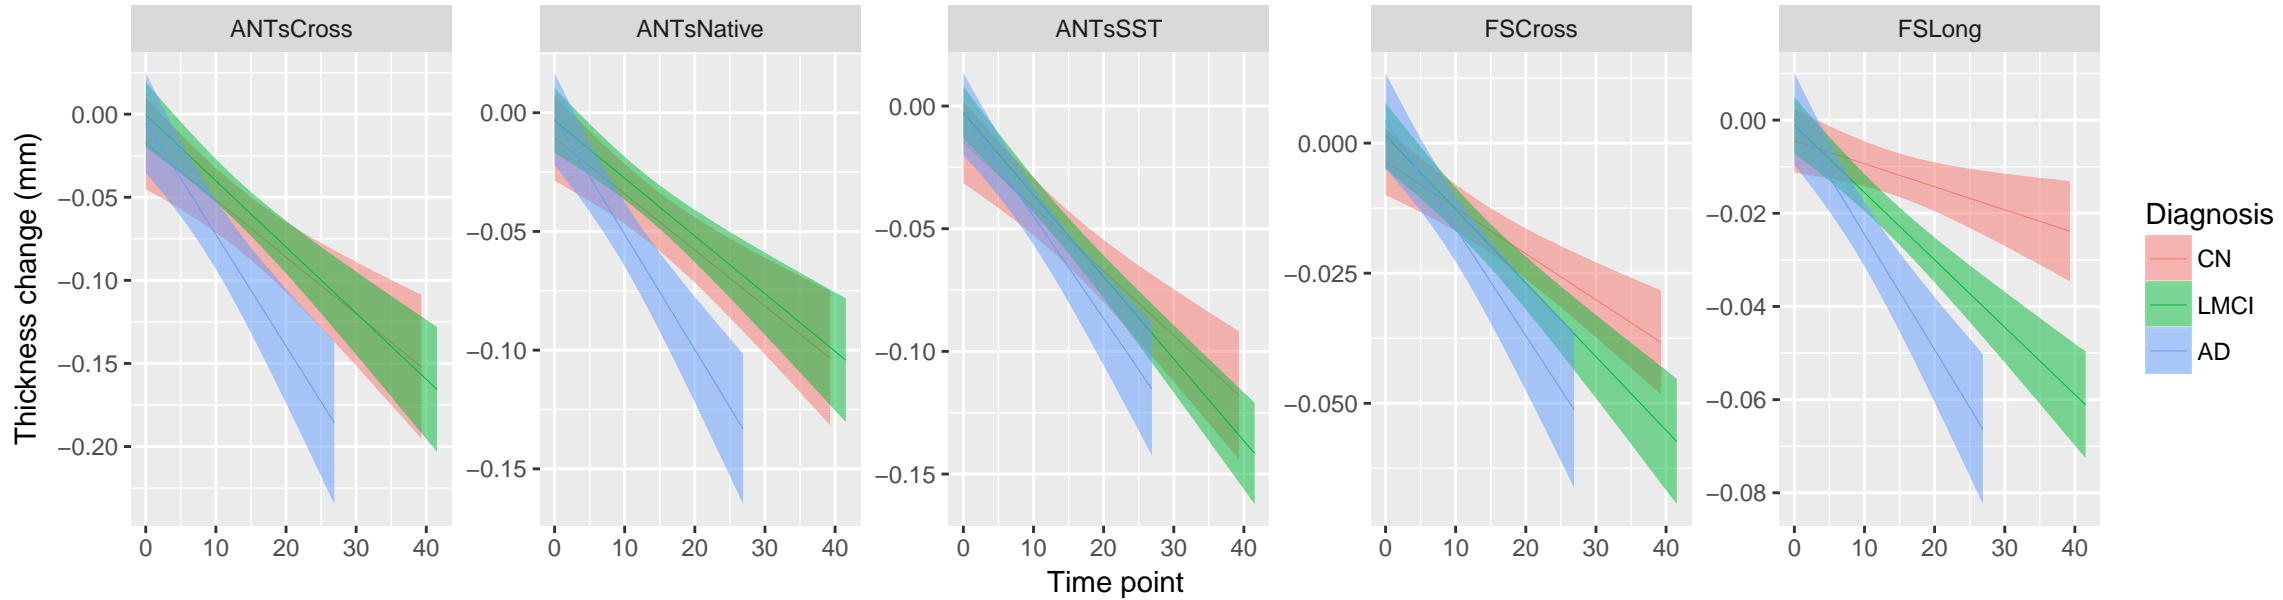 ANTsCross ANTsNative ANTsSST FSCross FSLong
Thickness change (mm)
0.00
−0.05
−0.10
−0.15
−0.20
0 10 20 30 40
0.00
−0.05
−0.10
−0.15
0 10 20 30 40
0.00
−0.05
−0.10
−0.15
0 10 20 30 40
0.000
−0.025
−0.050
0 10 20 30 40
0.00
−0.02
−0.04
−0.06
−0.08
0 10 20 30 40
Time point
Diagnosis
CN
LMCI
AD